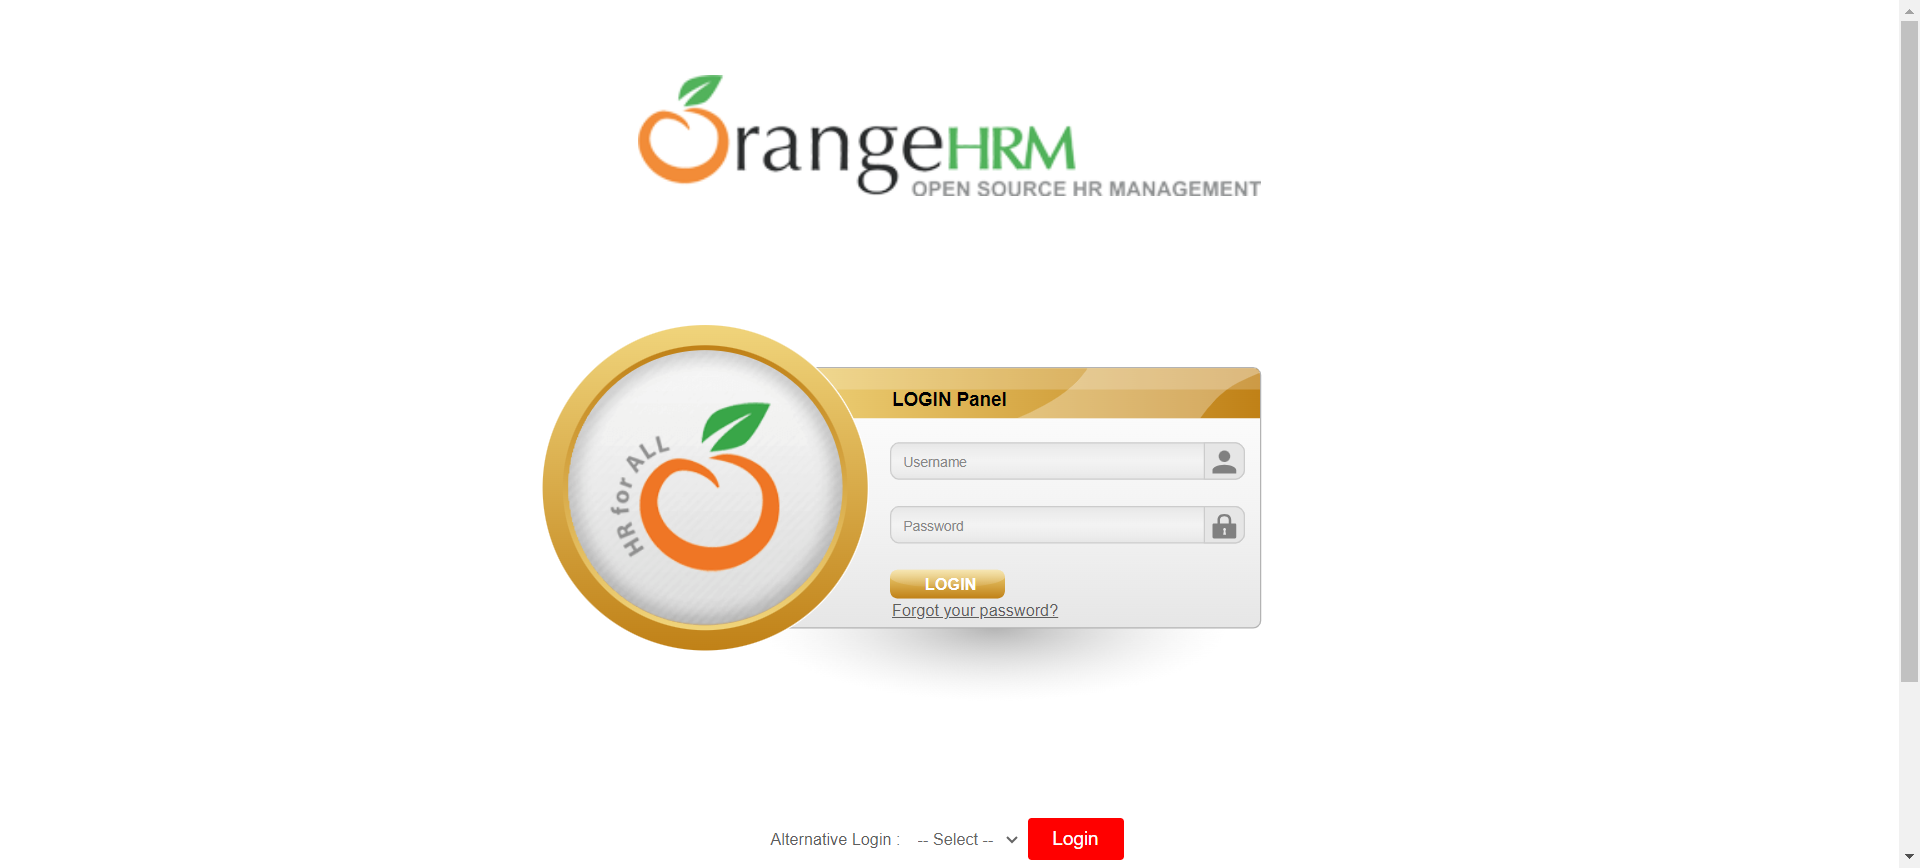 OrangeHRM
OPEN SOURCE HR MANAGEMENT
HR for ALL
LOGIN Panel
Username
Password
LOGIN
Forgot your password?
Alternative Login : -- Select -- Login